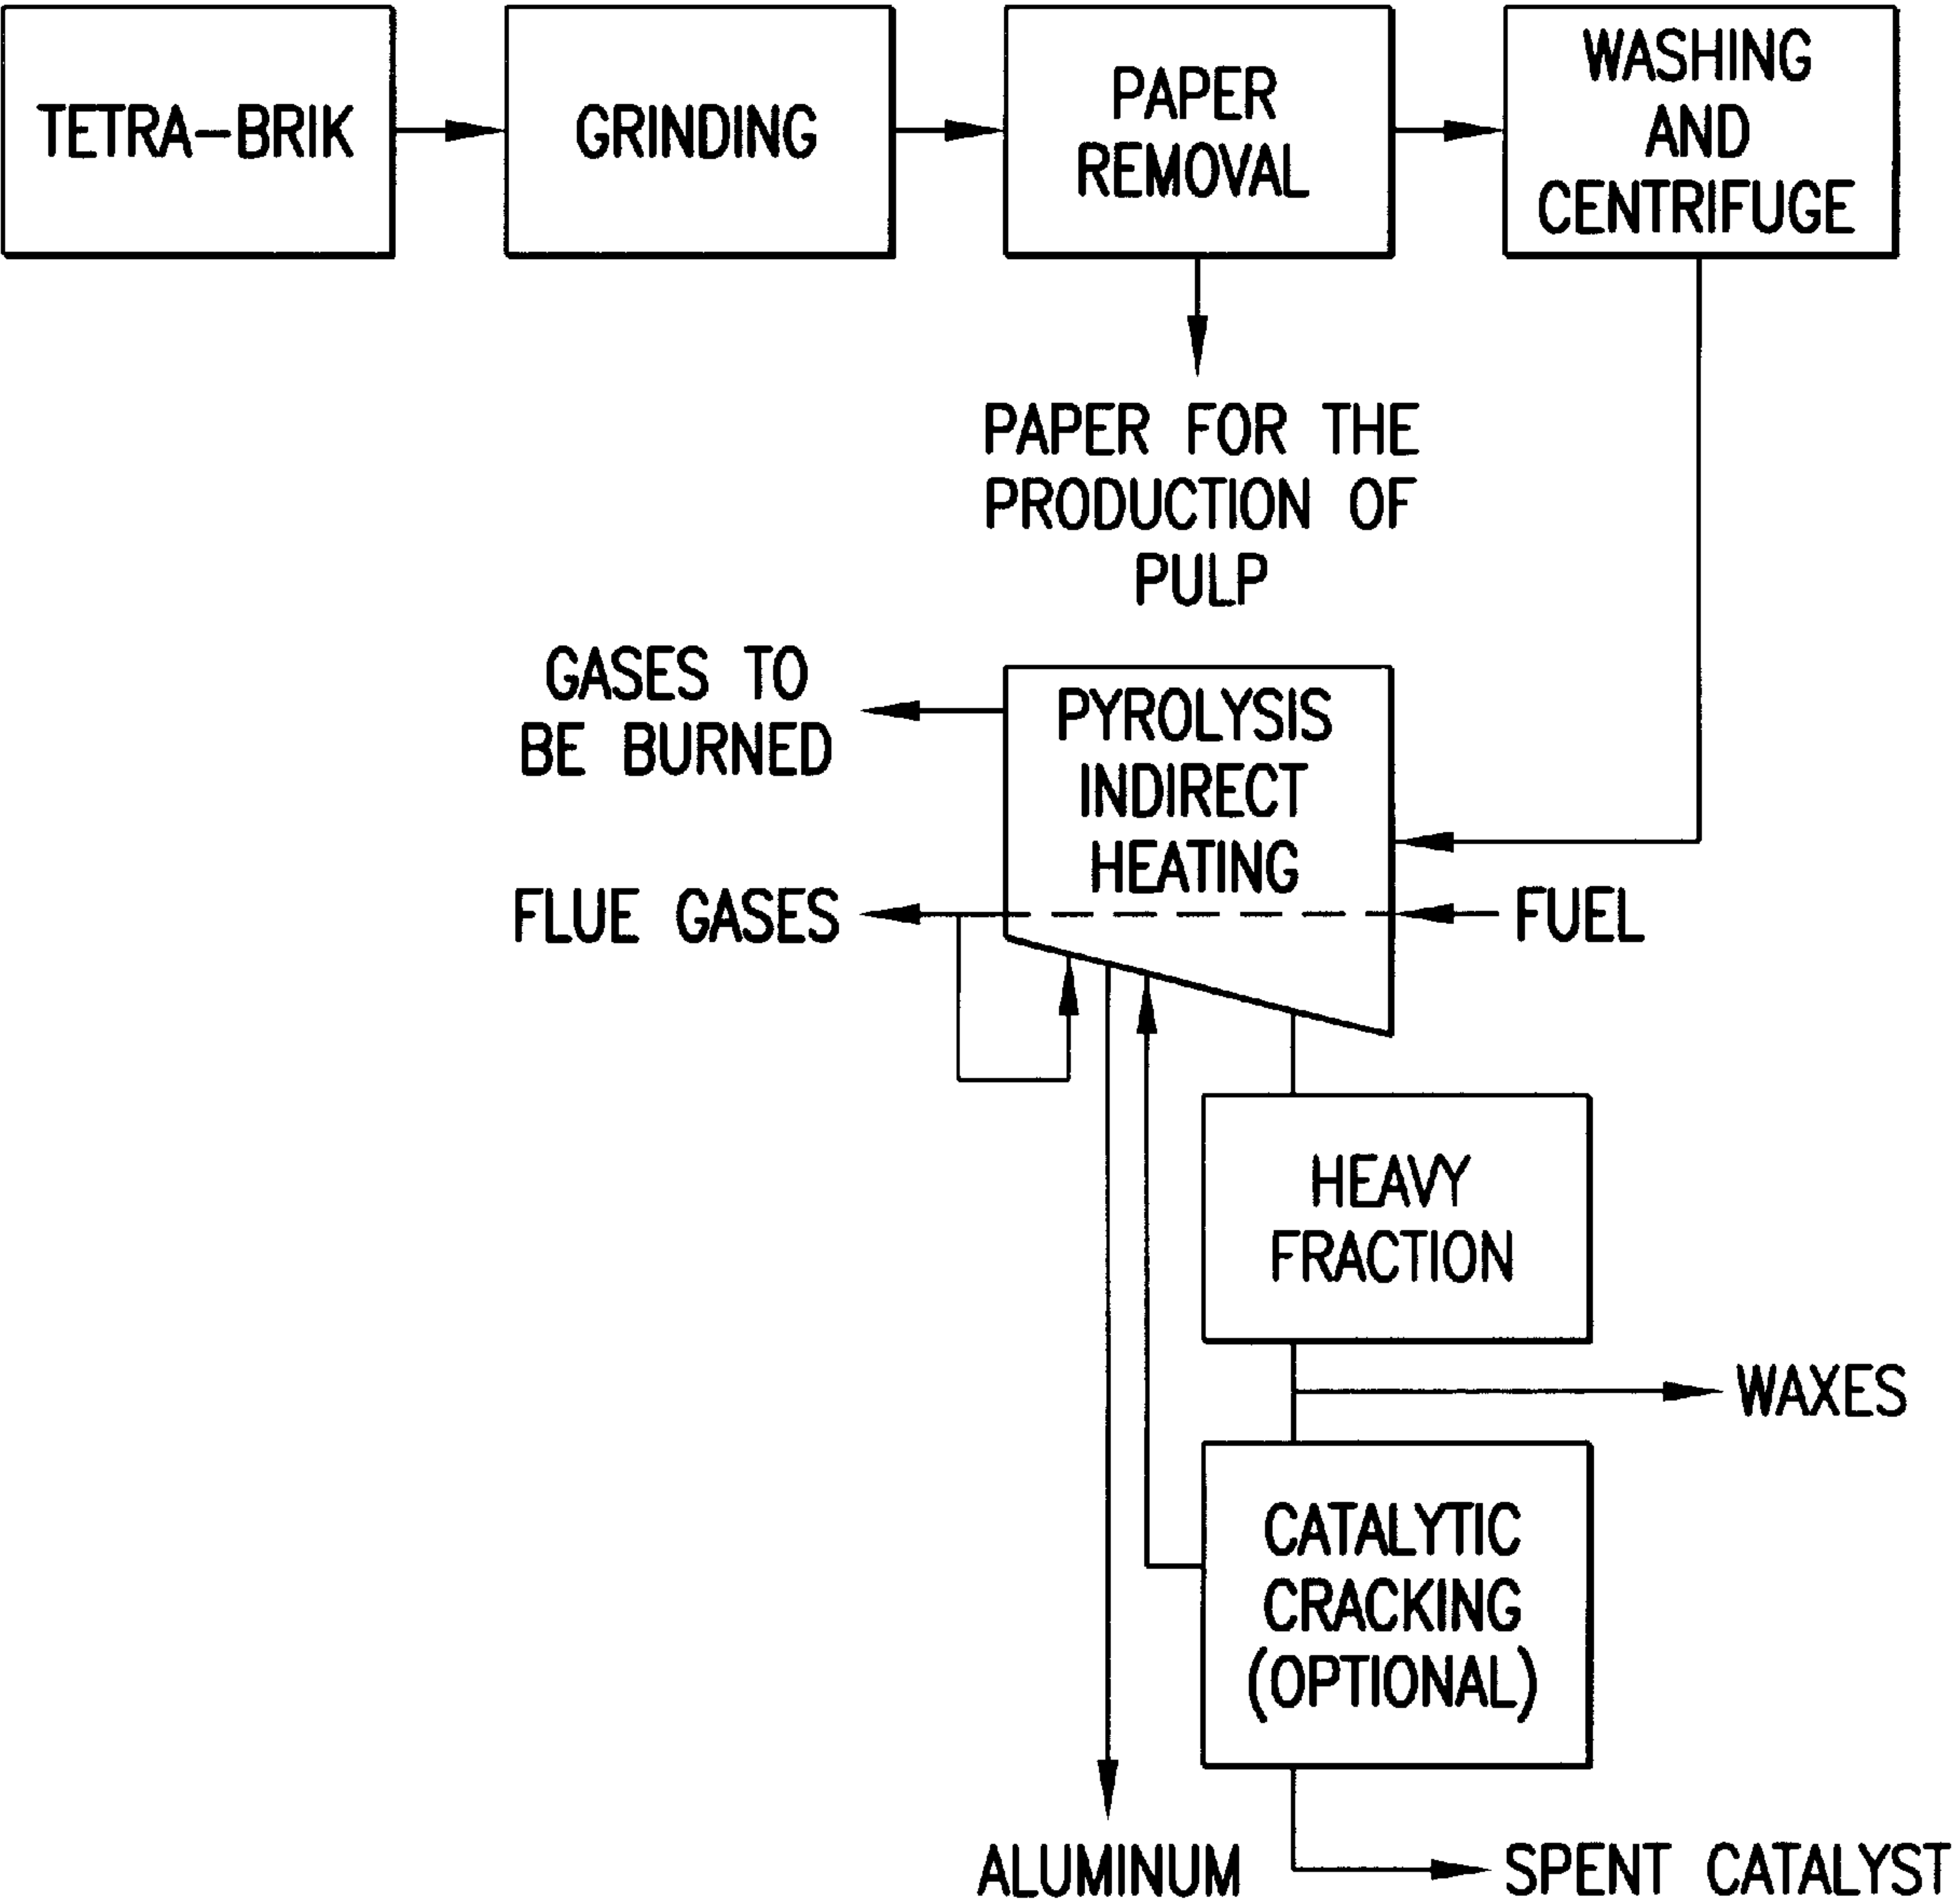 TETRA-BRIK
GRINDING
PAPER
REMOVAL
WASHING
AND
CENTRIFUGE
PAPER FOR THE
PRODUCTION OF
PULP
GASES TO
BE BURNED
PYROLYSIS
INDIRECT
HEATING
FLUE GASES
FUEL
HEAVY
FRACTION
WAXES
CATALYTIC
CRACKING
(OPTIONAL)
ALUMINUM
SPENT CATALYST